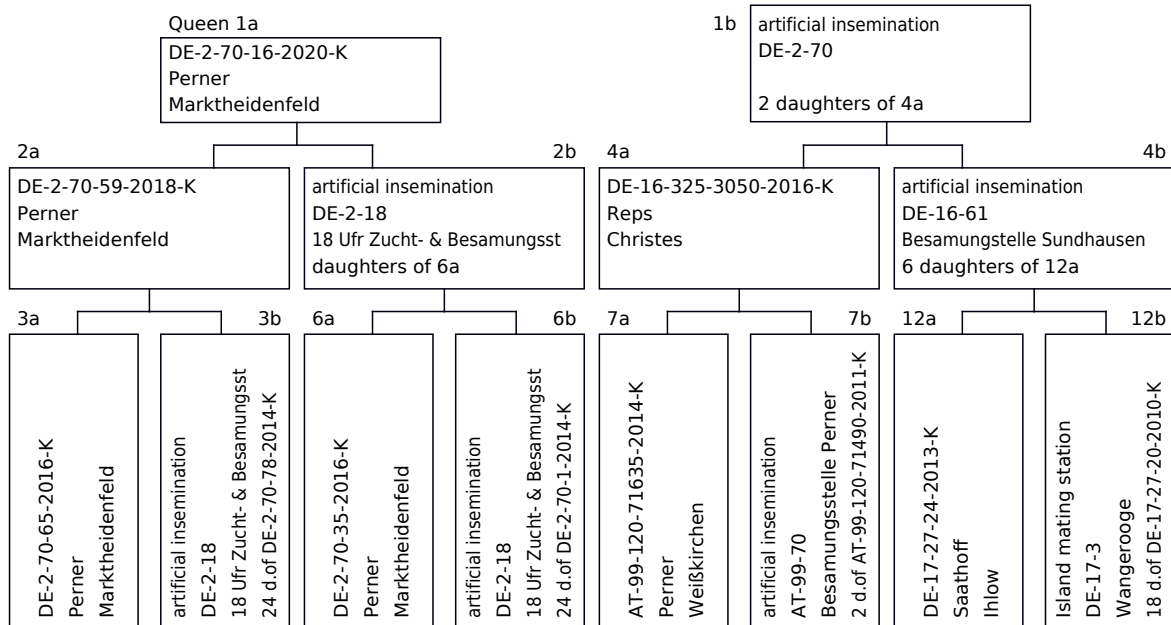 Queen 1a
DE-2-70-16-2020-K
Perner
Marktheidenfeld
1b
artificial insemination
DE-2-70
2 daughters of 4a
2a
DE-2-70-59-2018-K
Perner
Marktheidenfeld
2b
artificial insemination
DE-2-18
18 Ufr Zucht- & Besamungsst
daughters of 6a
4a
DE-16-325-3050-2016-K
Reps
Christes
4b
artificial insemination
DE-16-61
Besamungstelle Sundhausen
6 daughters of 12a
3a
DE-2-70-65-2016-K
Perner
Marktheidenfeld
3b
artificial insemination
DE-2-18
18 Ufr Zucht- & Besamungsst
24 d.of DE-2-70-78-2014-K
6a
DE-2-70-35-2016-K
Perner
Marktheidenfeld
6b
artificial insemination
DE-2-18
18 Ufr Zucht- & Besamungsst
24 d.of DE-2-70-1-2014-K
7a
AT-99-120-71635-2014-K
Perner
Weißkirchen
7b
artificial insemination
AT-99-70
Besamungsstelle Perner
2 d.of AT-99-120-71490-2011-K
12a
DE-17-27-24-2013-K
Saathoff
Ihlow
12b
Island mating station
DE-17-3
Wangerooge
18 d.of DE-17-27-20-2010-K